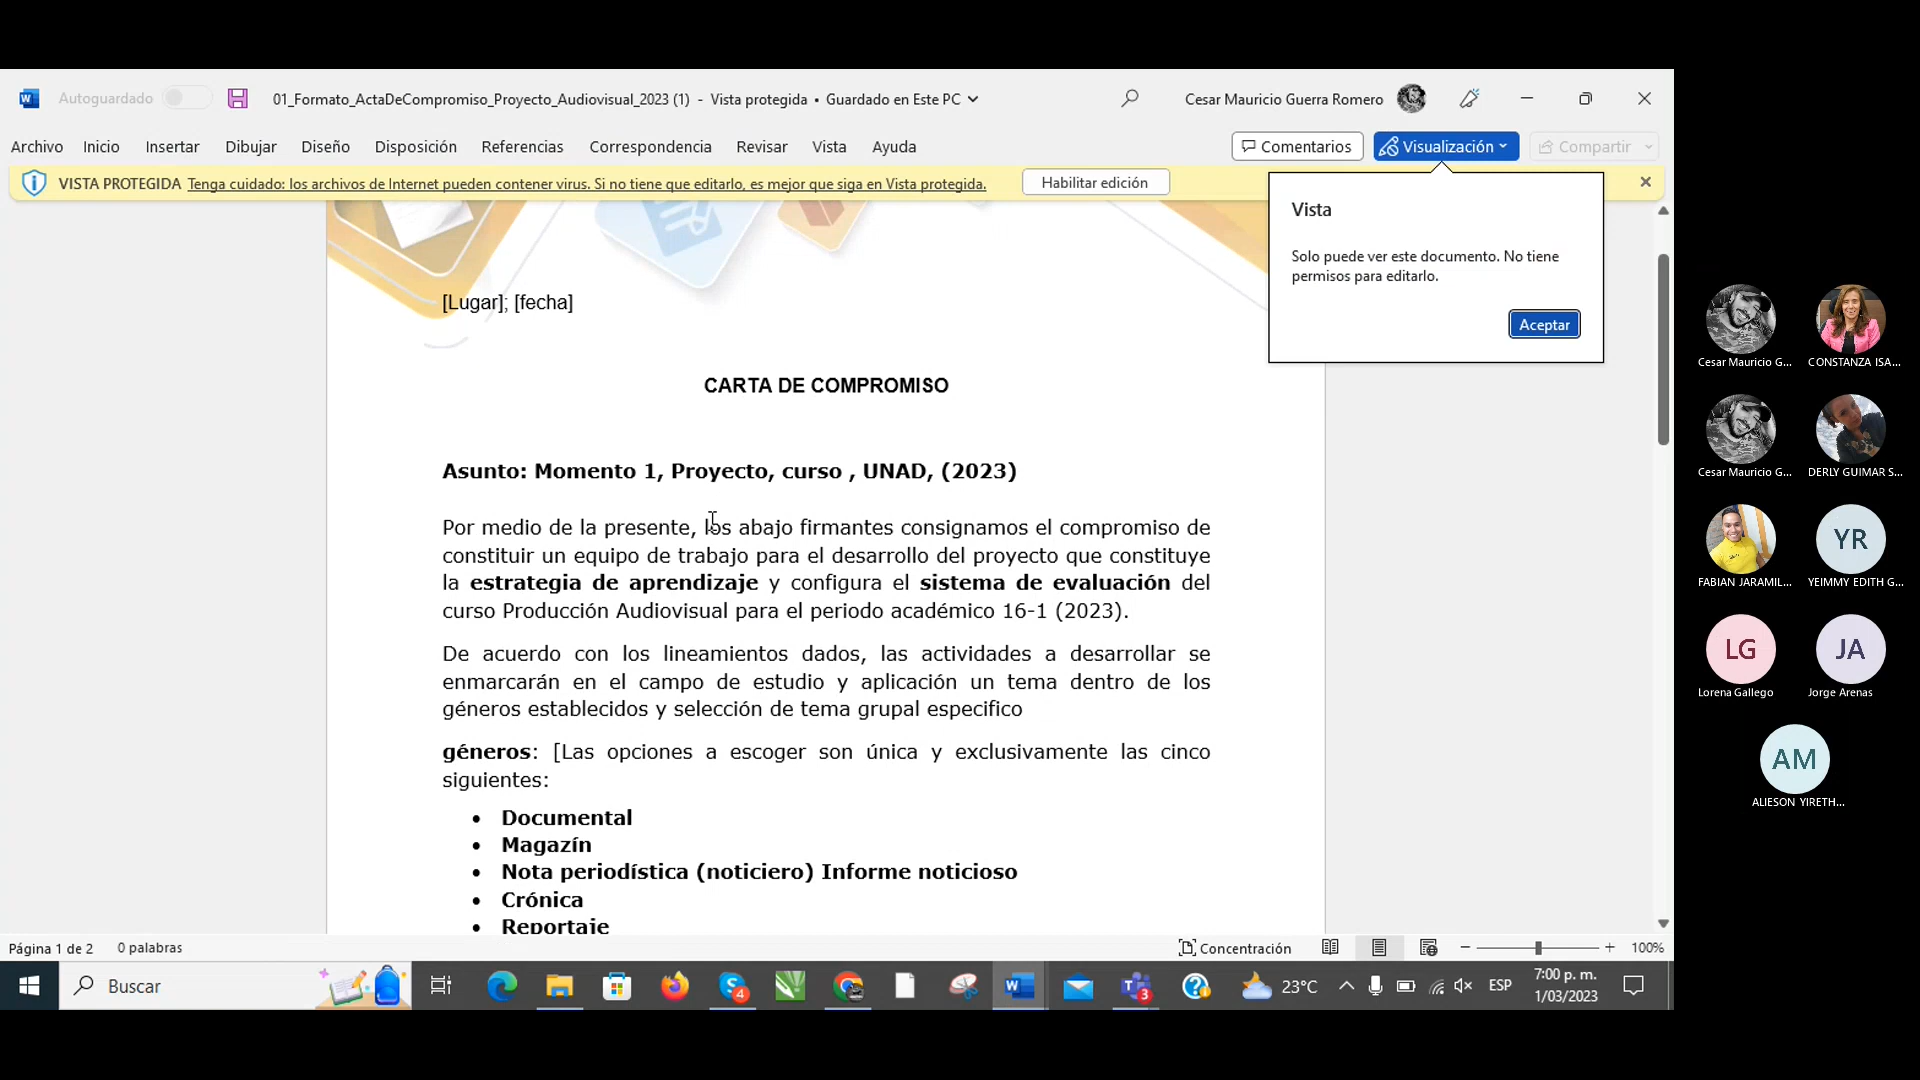 Autoguardado
01_Formato_ActaDeCompromiso_Proyecto_Audiovisual_2023 (1) - Vista protegida • Guardado en Este PC
Cesar Mauricio Guerra Romero
Archivo Inicio Insertar Dibujar Diseño Disposición Referencias Correspondencia Revisar Vista Ayuda
Comentarios Visualización Compartir
VISTA PROTEGIDA Tenga cuidado: los archivos de Internet pueden contener virus. Si no tiene que editarlo, es mejor que siga en Vista protegida. Habilitar edición
Vista
Solo puede ver este documento. No tiene
permisos para editarlo.
Aceptar
[Lugar]; [fecha]
CARTA DE COMPROMISO
Asunto: Momento 1, Proyecto, curso , UNAD, (2023)
Por medio de la presente, los abajo firmantes consignamos el compromiso de
constituir un equipo de trabajo para el desarrollo del proyecto que constituye
la estrategia de aprendizaje y configura el sistema de evaluación del
curso Producción Audiovisual para el periodo académico 16-1 (2023).
De acuerdo con los lineamientos dados, las actividades a desarrollar se
enmarcarán en el campo de estudio y aplicación un tema dentro de los
géneros establecidos y selección de tema grupal especifico
géneros: [Las opciones a escoger son única y exclusivamente las cinco
siguientes:
• Documental
• Magazín
• Nota periodística (noticiero) Informe noticioso
• Crónica
• Reportaje
Página 1 de 2 0 palabras
Concentración
100%
Buscar
4
3
23°C
ESP
7:00 p. m.
1/03/2023
Cesar Mauricio G...
CONSTANZA ISA...
Cesar Mauricio G...
DERLY GUIMAR S...
FABIAN JARAMIL...
YR
YEIMMY EDITH G...
LG
Lorena Gallego
JA
Jorge Arenas
AM
ALIESON YIRETH...